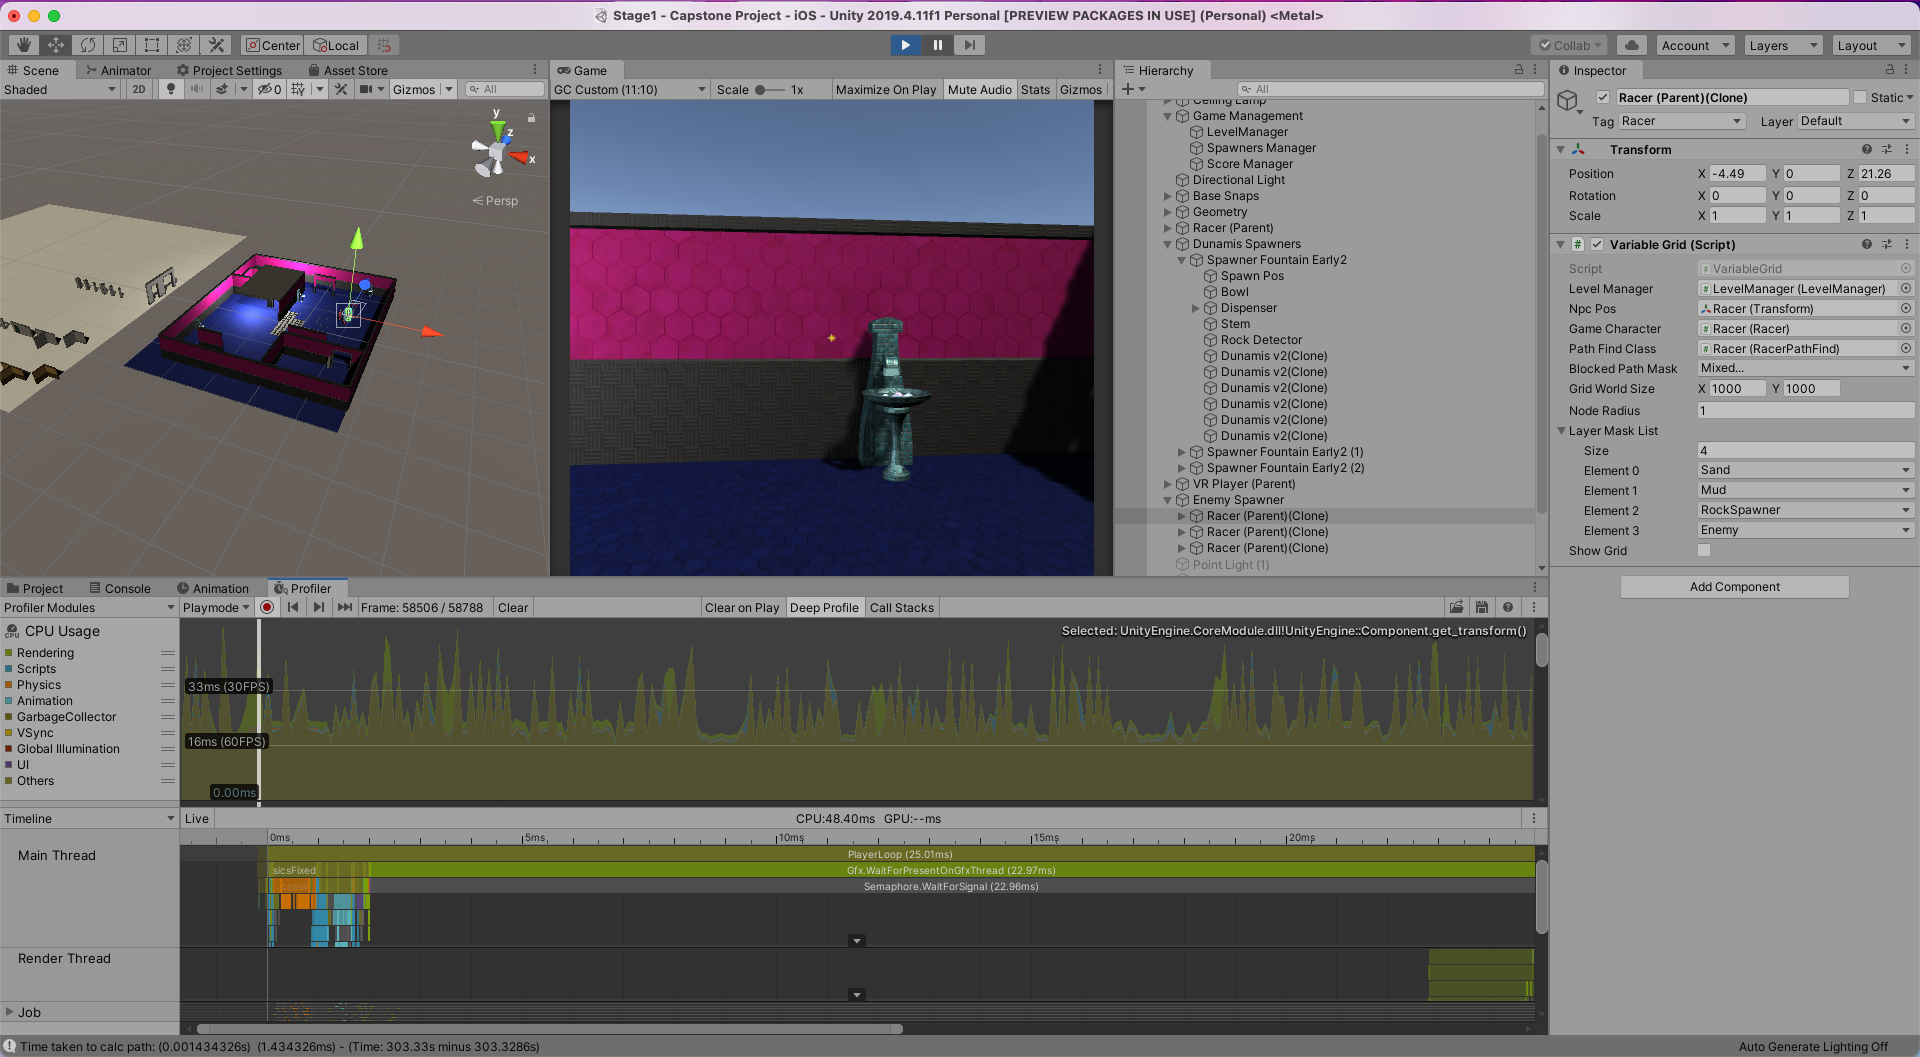 Stage1 - Capstone Project - iOS - Unity 2019.4.11f1 Personal [PREVIEW PACKAGES IN USE] (Personal) <Metal>
Center Local Collab Account Layers Layout
Scene Animator Project Settings Asset Store
Shaded 2D 0 Gizmos All
y
z
x
Persp
Game
GC Custom (11:10) Scale 1x Maximize On Play Mute Audio Stats Gizmos
Hierarchy
All
Ceiling Lamp
Game Management
LevelManager
Spawners Manager
Score Manager
Directional Light
Base Snaps
Geometry
Racer (Parent)
Dunamis Spawners
Spawner Fountain Early2
Spawn Pos
Bowl
Dispenser
Stem
Rock Detector
Dunamis v2(Clone)
Dunamis v2(Clone)
Dunamis v2(Clone)
Dunamis v2(Clone)
Dunamis v2(Clone)
Dunamis v2(Clone)
Spawner Fountain Early2 (1)
Spawner Fountain Early2 (2)
VR Player (Parent)
Enemy Spawner
Racer (Parent)(Clone)
Racer (Parent)(Clone)
Racer (Parent)(Clone)
Point Light (1)
Inspector
Racer (Parent)(Clone) Static
Tag Racer Layer Default
Transform
Position X -4.49 Y 0 Z 21.26
Rotation X 0 Y 0 Z 0
Scale X 1 Y 1 Z 1
# Variable Grid (Script)
Script # VariableGrid
Level Manager # LevelManager (LevelManager)
Npc Pos Racer (Transform)
Game Character # Racer (Racer)
Path Find Class # Racer (RacerPathFind)
Blocked Path Mask Mixed...
Grid World Size X 1000 Y 1000
Node Radius 1
Layer Mask List
Size 4
Element 0 Sand
Element 1 Mud
Element 2 RockSpawner
Element 3 Enemy
Show Grid
Add Component
Project Console Animation Profiler
Profiler Modules Playmode Frame: 58506 / 58788 Clear Clear on Play Deep Profile Call Stacks
CPU Usage
Rendering
Scripts
Physics
Animation
GarbageCollector
VSync
Global Illumination
UI
Others
Selected: UnityEngine.CoreModule.dll!UnityEngine::Component.get_transform()
33ms (30FPS)
16ms (60FPS)
0.00ms
Timeline Live CPU:48.40ms GPU:--ms
0ms 5ms 10ms 15ms 20ms
Main Thread
PlayerLoop (25.01ms)
sicsFixed Gfx.WaitForPresentOnGfxThread (22.97ms)
Semaphore.WaitForSignal (22.96ms)
Render Thread
Job
Time taken to calc path: (0.001434326s) (1.434326ms) - (Time: 303.33s minus 303.3286s)
Auto Generate Lighting Off